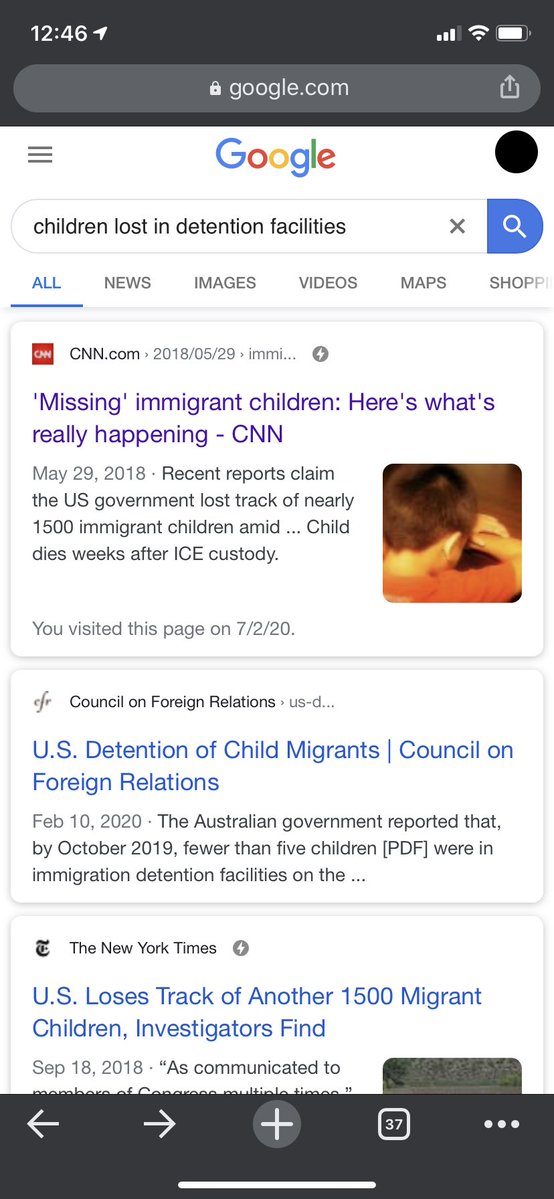 12:46
google.com
Google
children lost in detention facilities
ALL NEWS IMAGES VIDEOS MAPS SHOPPI
CNN CNN.com › 2018/05/29 › immi...
'Missing' immigrant children: Here's what's
really happening - CNN
May 29, 2018 · Recent reports claim
the US government lost track of nearly
1500 immigrant children amid ... Child
dies weeks after ICE custody.
You visited this page on 7/2/20.
cfr Council on Foreign Relations › us-d...
U.S. Detention of Child Migrants | Council on
Foreign Relations
Feb 10, 2020 · The Australian government reported that,
by October 2019, fewer than five children [PDF] were in
immigration detention facilities on the ...
The New York Times
U.S. Loses Track of Another 1500 Migrant
Children, Investigators Find
Sep 18, 2018 · “As communicated to
members of Congress multiple times,”
37